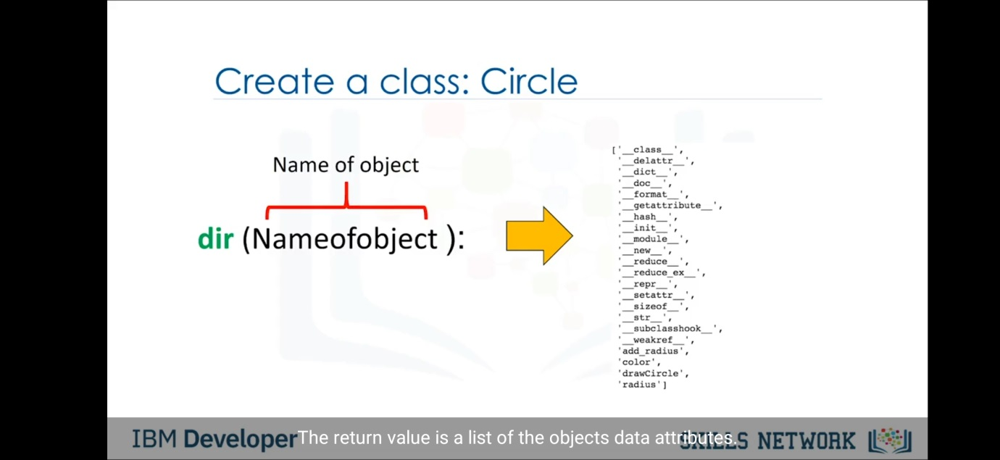 Create a class: Circle
Name of object
dir (Nameofobject ):
['__class__',
'__delattr__',
'__dict__',
'__doc__',
'__format__',
'__getattribute__',
'__hash__',
'__init__',
'__module__',
'__new__',
'__reduce__',
'__reduce_ex__',
'__repr__',
'__setattr__',
'__sizeof__',
'__str__',
'__subclasshook__',
'__weakref__',
'add_radius',
'color',
'drawCircle',
'radius']
IBM Developer
The return value is a list of the objects data attributes.
SKILLS NETWORK